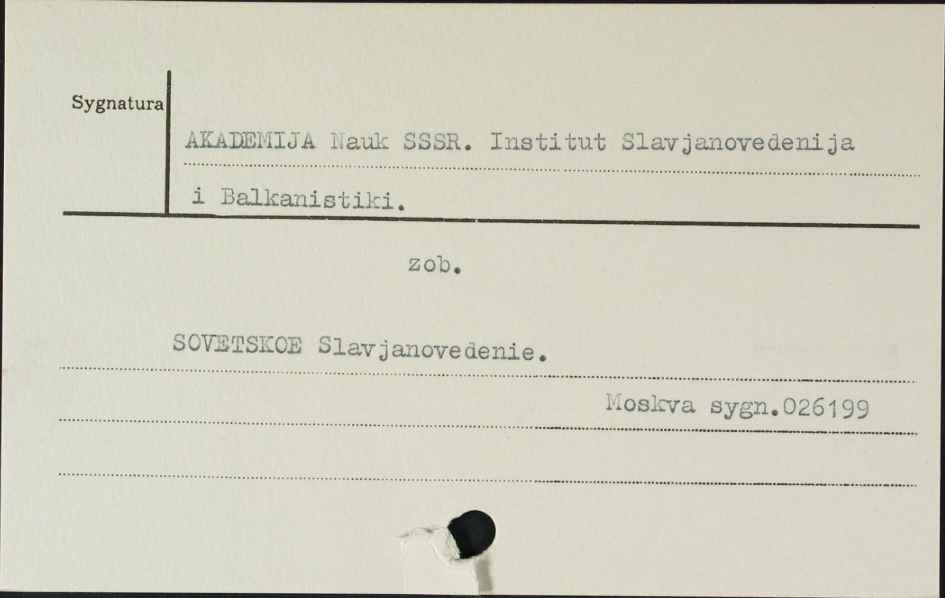 Sygnatura
AKADEMIJA Nauk SSSR. Institut Slavjanovedenija
i Balkanistiki.
zob.
SOVETSKOE Slavjanovedenie.
Moskva sygn.026199